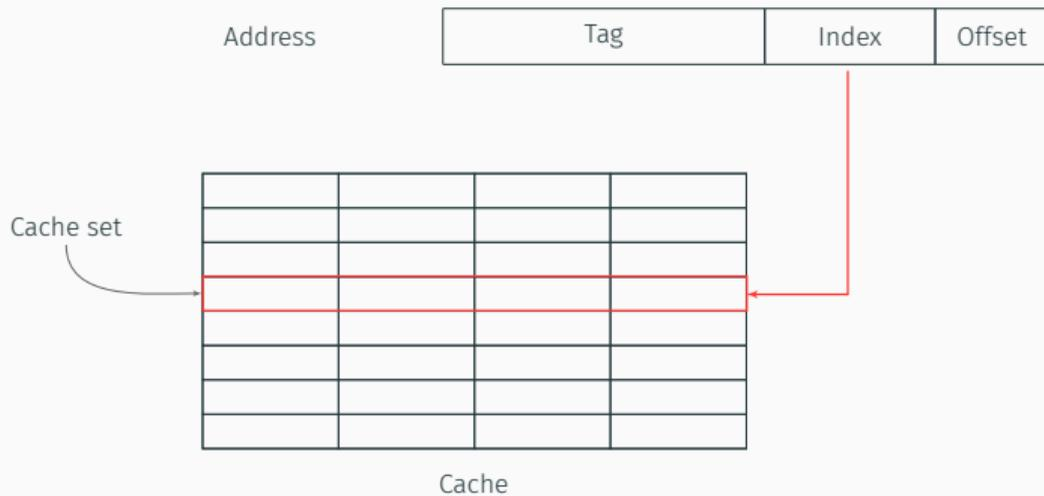 Address
Tag
Index
Offset
Cache set
Cache